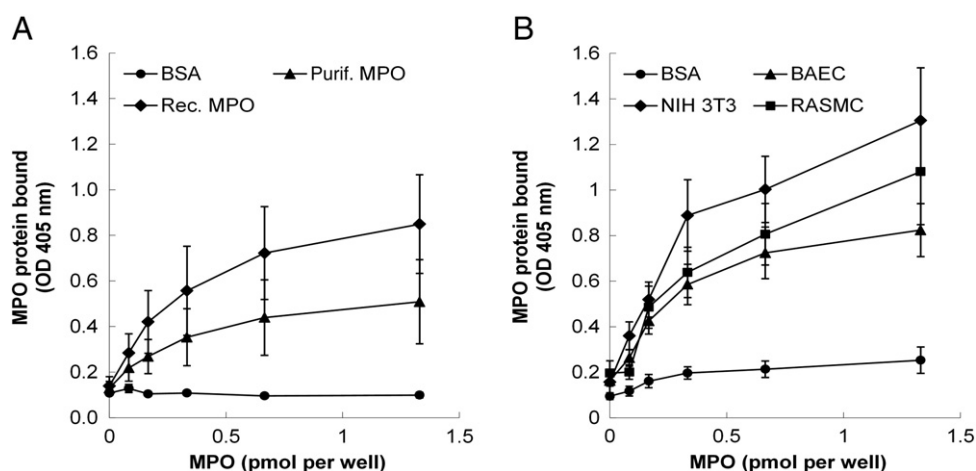 A
MPO protein bound
(OD 405 nm)
1.6
1.4
1.2
1.0
0.8
0.6
0.4
0.2
0
BSA Purif. MPO
Rec. MPO
0 0.5 1 1.5
MPO (pmol per well)
B
MPO protein bound
(OD 405 nm)
1.6
1.4
1.2
1.0
0.8
0.6
0.4
0.2
0
BSA BAEC
NIH 3T3 RASMC
0 0.5 1 1.5
MPO (pmol per well)